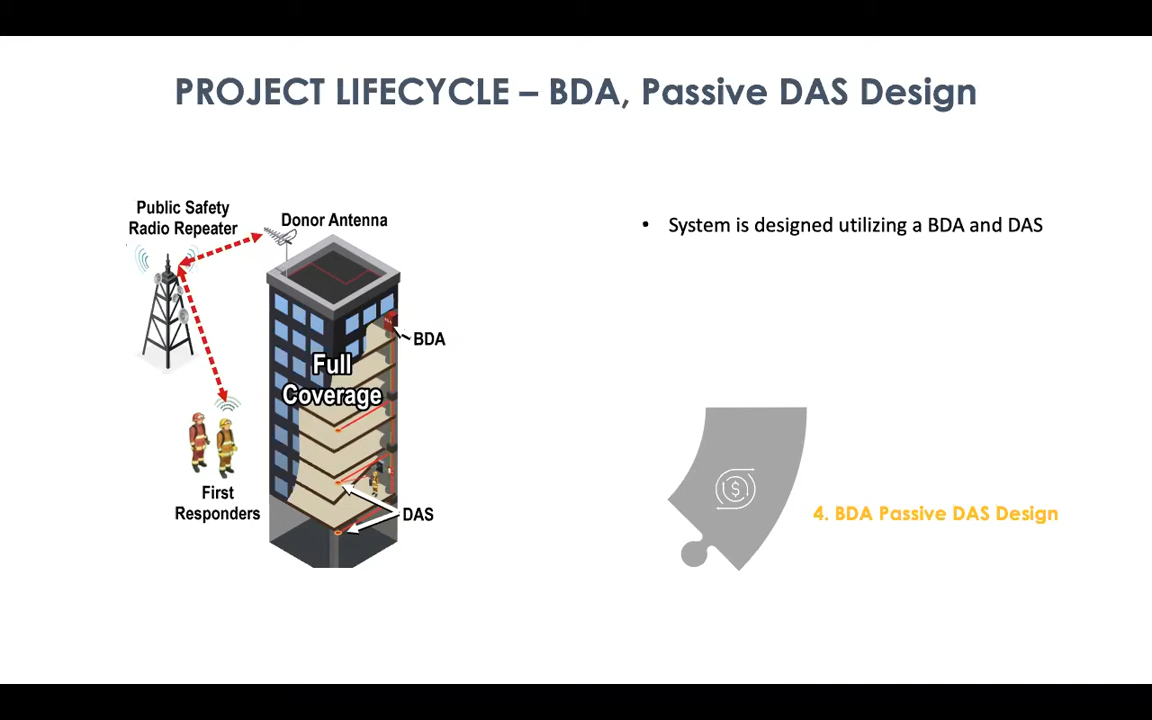 PROJECT LIFECYCLE – BDA, Passive DAS Design
Public Safety
Radio Repeater
Donor Antenna
• System is designed utilizing a BDA and DAS
BDA
Full
Coverage
First
Responders
DAS
$
4. BDA Passive DAS Design